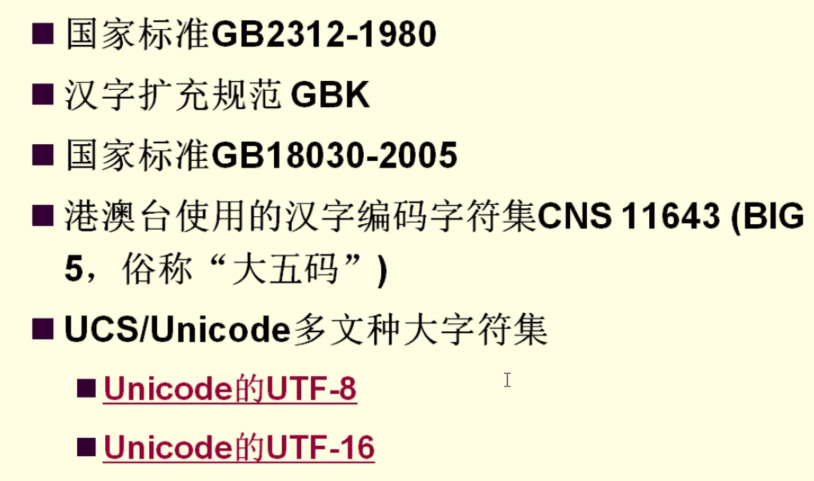 国家标准GB2312-1980
汉字扩充规范 GBK
国家标准GB18030-2005
港澳台使用的汉字编码字符集CNS 11643 (BIG
5，俗称“大五码”)
UCS/Unicode多文种大字符集
Unicode的UTF-8
Unicode的UTF-16